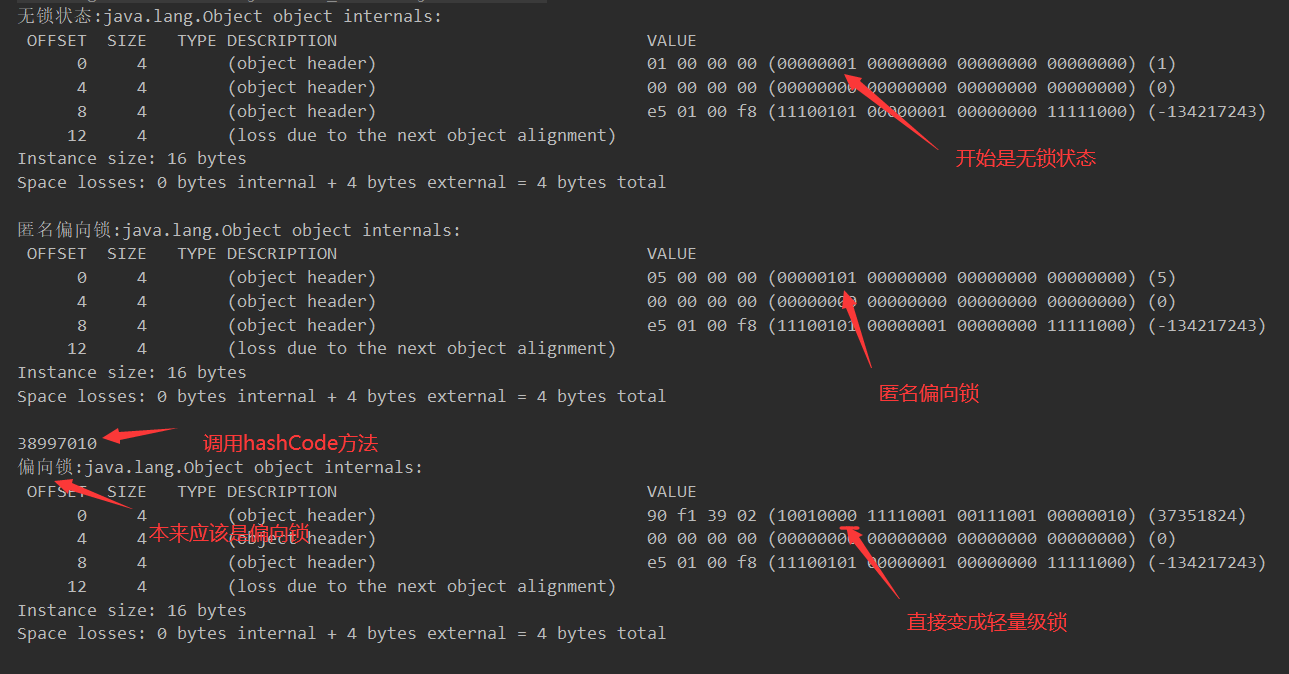 无锁状态:java.lang.Object object internals:
OFFSET SIZE TYPE DESCRIPTION VALUE
0 4 (object header) 01 00 00 00 (00000001 00000000 00000000 00000000) (1)
4 4 (object header) 00 00 00 00 (00000000 00000000 00000000 00000000) (0)
8 4 (object header) e5 01 00 f8 (11100101 00000001 00000000 11111000) (-134217243)
12 4 (loss due to the next object alignment)
Instance size: 16 bytes
开始是无锁状态
Space losses: 0 bytes internal + 4 bytes external = 4 bytes total
匿名偏向锁:java.lang.Object object internals:
OFFSET SIZE TYPE DESCRIPTION VALUE
0 4 (object header) 05 00 00 00 (00000101 00000000 00000000 00000000) (5)
4 4 (object header) 00 00 00 00 (00000000 00000000 00000000 00000000) (0)
8 4 (object header) e5 01 00 f8 (11100101 00000001 00000000 11111000) (-134217243)
12 4 (loss due to the next object alignment)
Instance size: 16 bytes
Space losses: 0 bytes internal + 4 bytes external = 4 bytes total
匿名偏向锁
38997010
调用hashCode方法
偏向锁:java.lang.Object object internals:
OFFSET SIZE TYPE DESCRIPTION VALUE
0 4 (object header) 90 f1 39 02 (10010000 11110001 00111001 00000010) (37351824)
本来应该是偏向锁
4 4 (object header) 00 00 00 00 (00000000 00000000 00000000 00000000) (0)
8 4 (object header) e5 01 00 f8 (11100101 00000001 00000000 11111000) (-134217243)
12 4 (loss due to the next object alignment)
Instance size: 16 bytes
直接变成轻量级锁
Space losses: 0 bytes internal + 4 bytes external = 4 bytes total